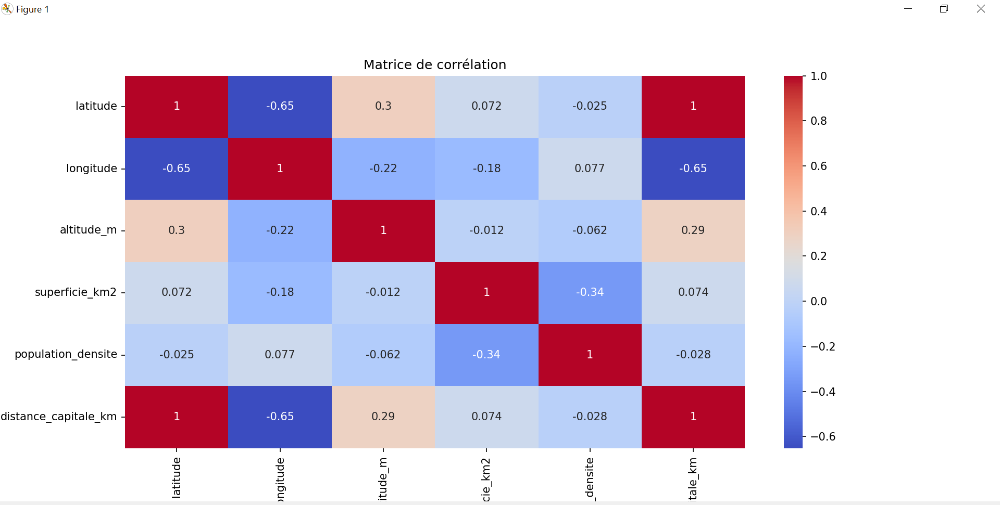 Figure 1
Matrice de corrélation
latitude 1 -0.65 0.3 0.072 -0.025 1
longitude -0.65 1 -0.22 -0.18 0.077 -0.65
altitude_m 0.3 -0.22 1 -0.012 -0.062 0.29
superficie_km2 0.072 -0.18 -0.012 1 -0.34 0.074
population_densite -0.025 0.077 -0.062 -0.34 1 -0.028
distance_capitale_km 1 -0.65 0.29 0.074 -0.028 1
latitude
ongitude
itude_m
cie_km2
_densite
itale_km
1.0
0.8
0.6
0.4
0.2
0.0
−0.2
−0.4
−0.6